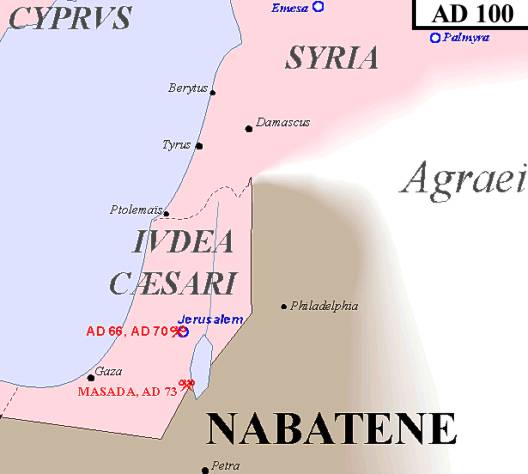 CYPRVS
Emesa
AD 100
Palmyra
SYRIA
Berytus
Damascus
Tyrus
Agraei
Ptolemaïs
IVDEA
CÆSARI
Philadelphia
Jerusalem
AD 66, AD 70
Gaza
MASADA, AD 73
NABATENE
Petra